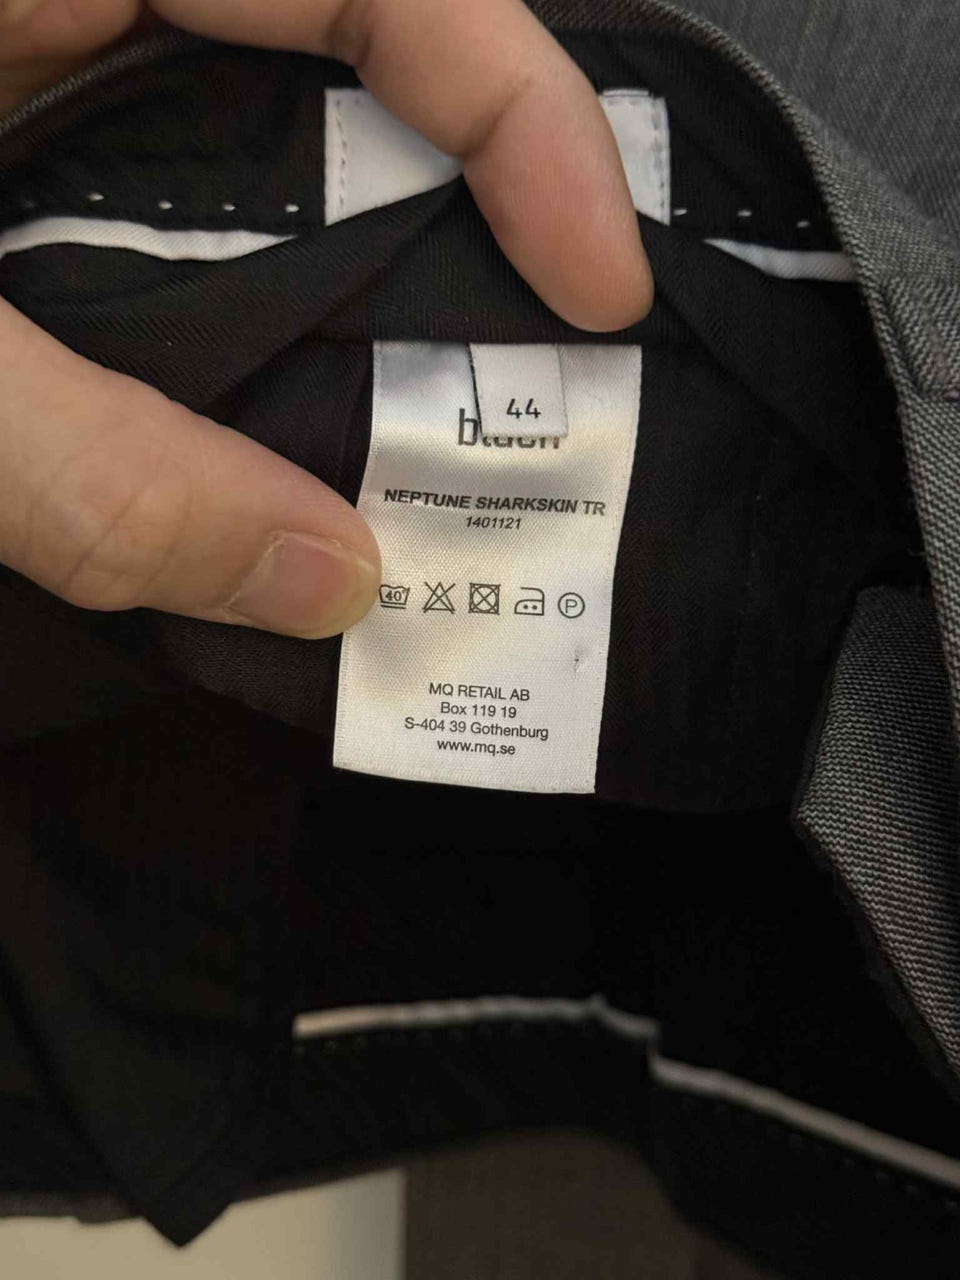 44
NEPTUNE SHARKSKIN TR
1401121
40 P
MQ RETAIL AB
Box 119 19
S-404 39 Gothenburg
www.mq.se